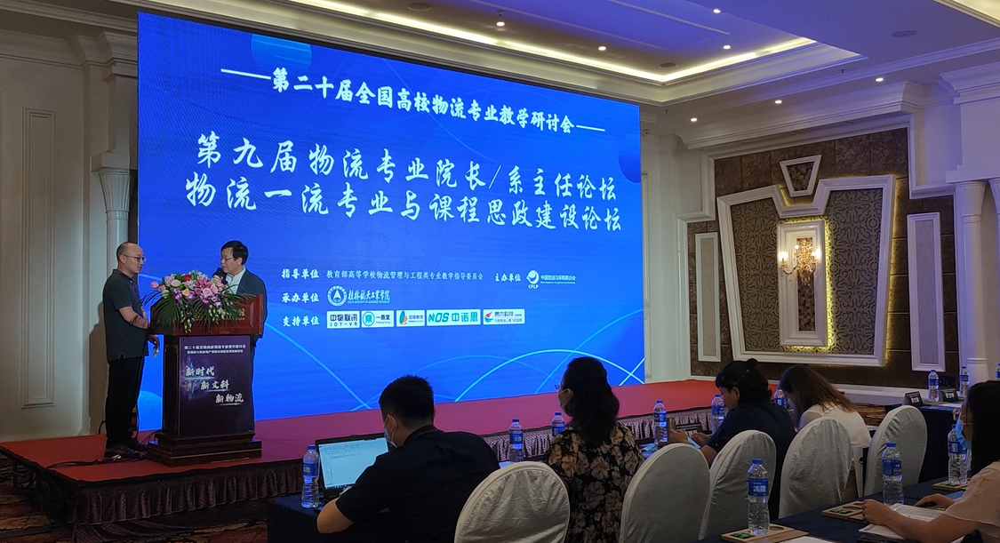 第二十届全国高校物流专业教学研讨会
第九届物流专业院长/系主任论坛
物流一流专业与课程思政建设论坛
指导单位 教育部高等学校物流管理与工程类专业教学指导委员会 主办单位 CFLP 中国物流与采购联合会
承办单位 桂林航天工业学院
支持单位 中物联讯 IOT·VR 一鼎堂 NOS 中诺思
新时代
新文科
新物流